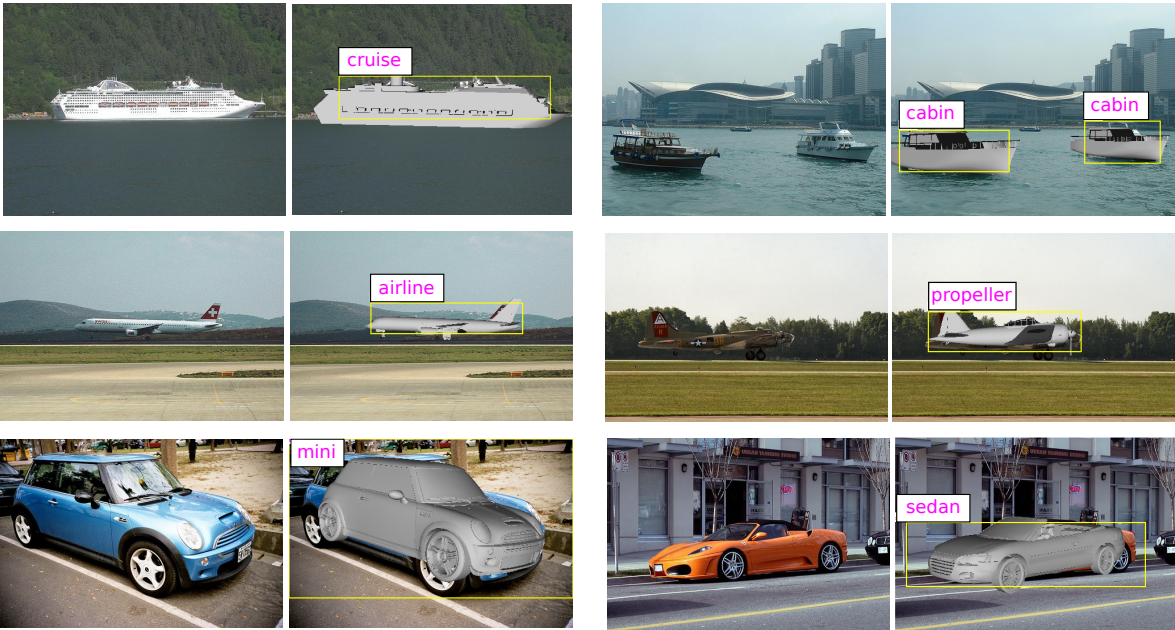 cruise
cabin
cabin
airline
propeller
mini
sedan